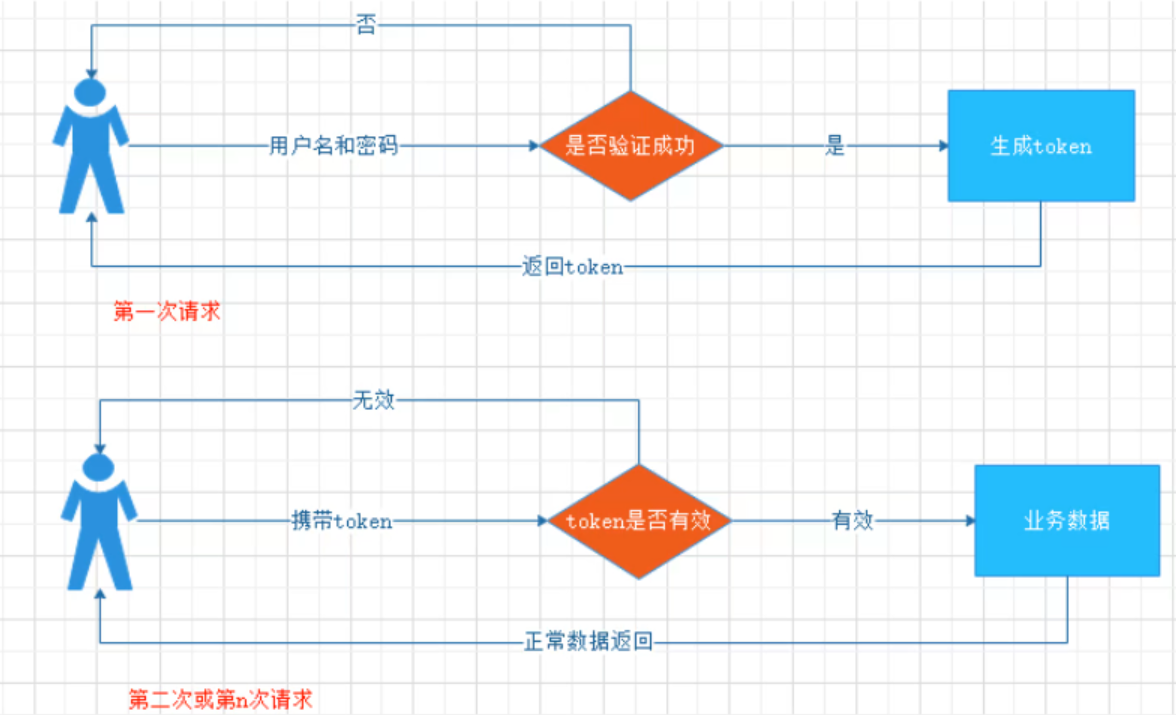 否
用户名和密码
是否验证成功
是
生成token
返回token
第一次请求
无效
携带token
token是否有效
有效
业务数据
正常数据返回
第二次或第n次请求